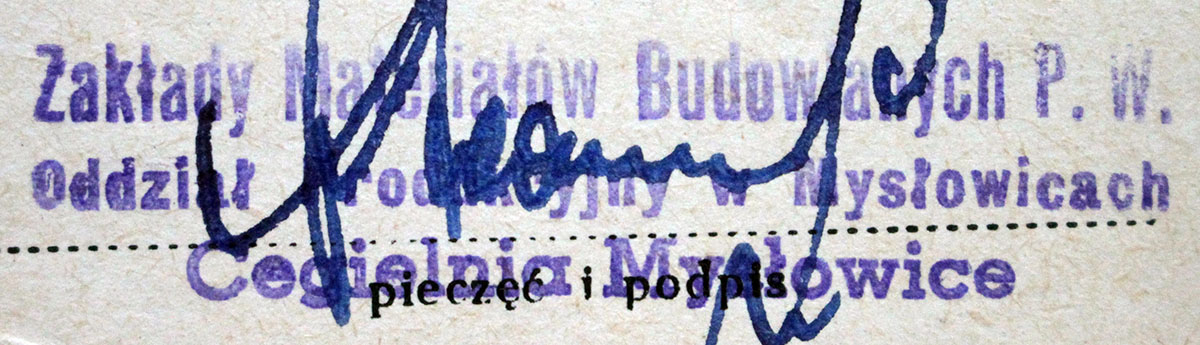 Zakłady Materiałów Budowlanych P. W.
Oddział Produkcyjny w Mysłowicach
Cegielnia Mysłowice
pieczęć i podpis